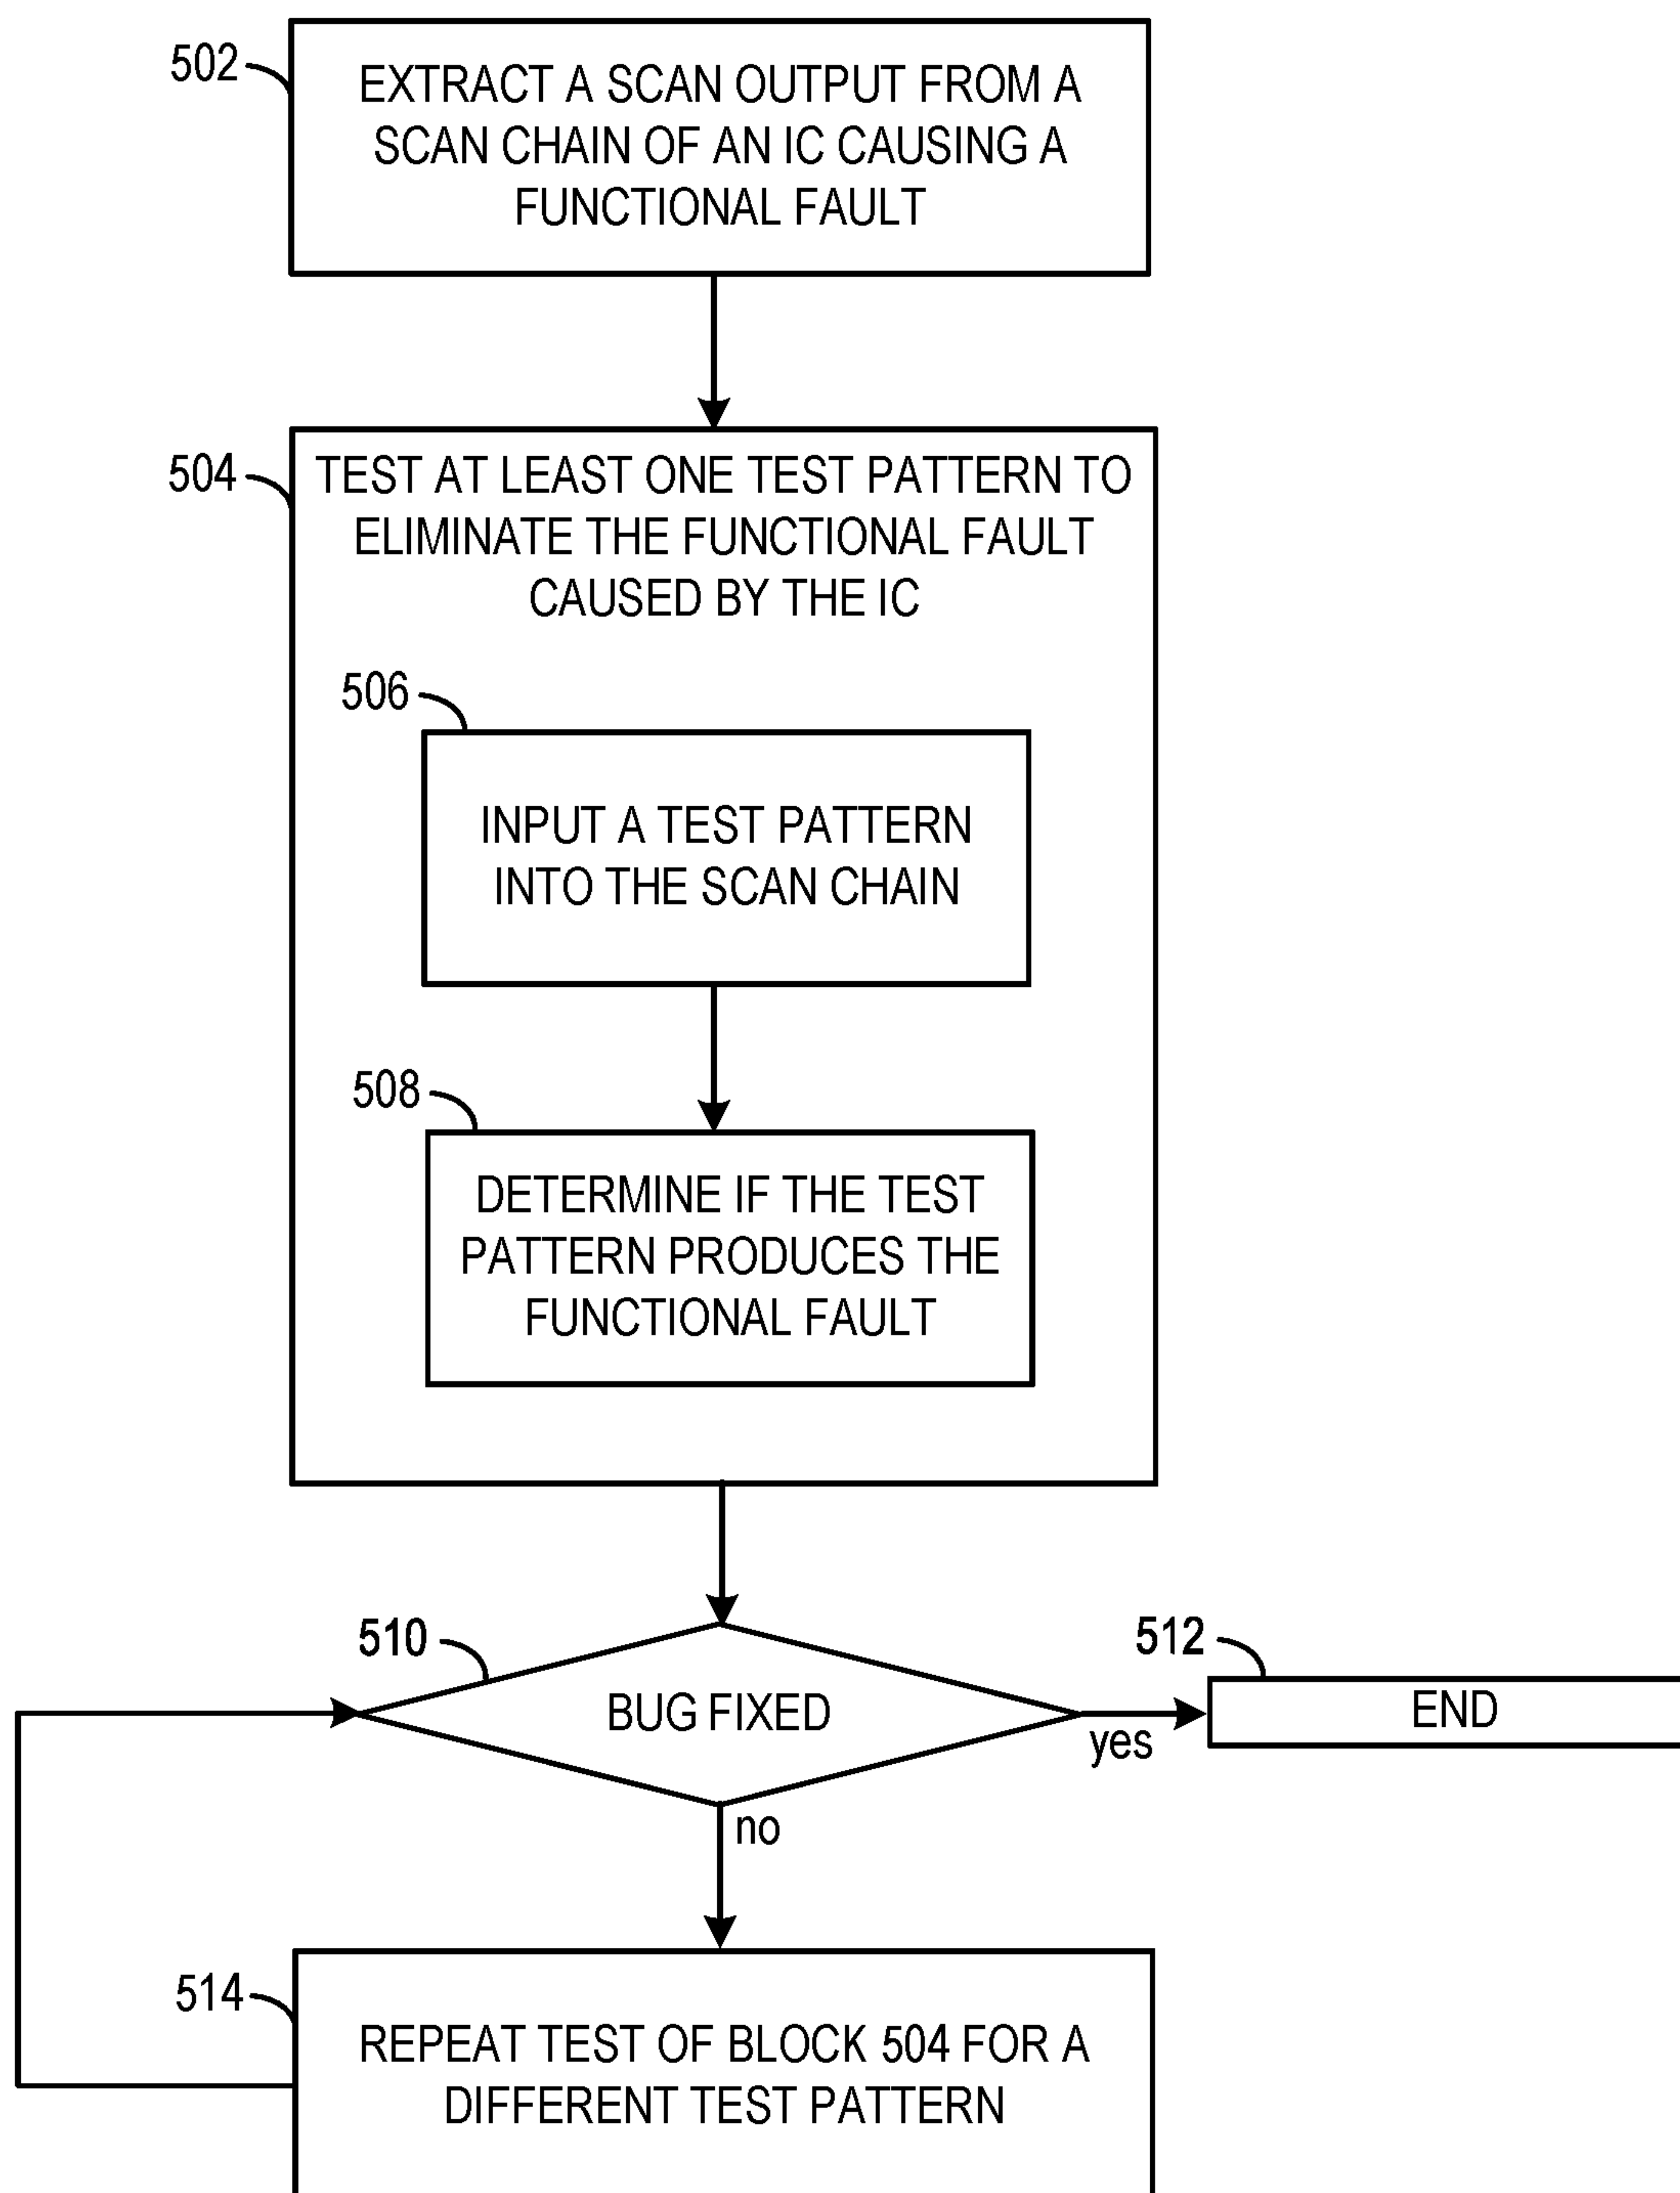 502
EXTRACT A SCAN OUTPUT FROM A
SCAN CHAIN OF AN IC CAUSING A
FUNCTIONAL FAULT
504
TEST AT LEAST ONE TEST PATTERN TO
ELIMINATE THE FUNCTIONAL FAULT
CAUSED BY THE IC
506
INPUT A TEST PATTERN
INTO THE SCAN CHAIN
508
DETERMINE IF THE TEST
PATTERN PRODUCES THE
FUNCTIONAL FAULT
510
BUG FIXED
yes
512
END
no
514
REPEAT TEST OF BLOCK 504 FOR A
DIFFERENT TEST PATTERN